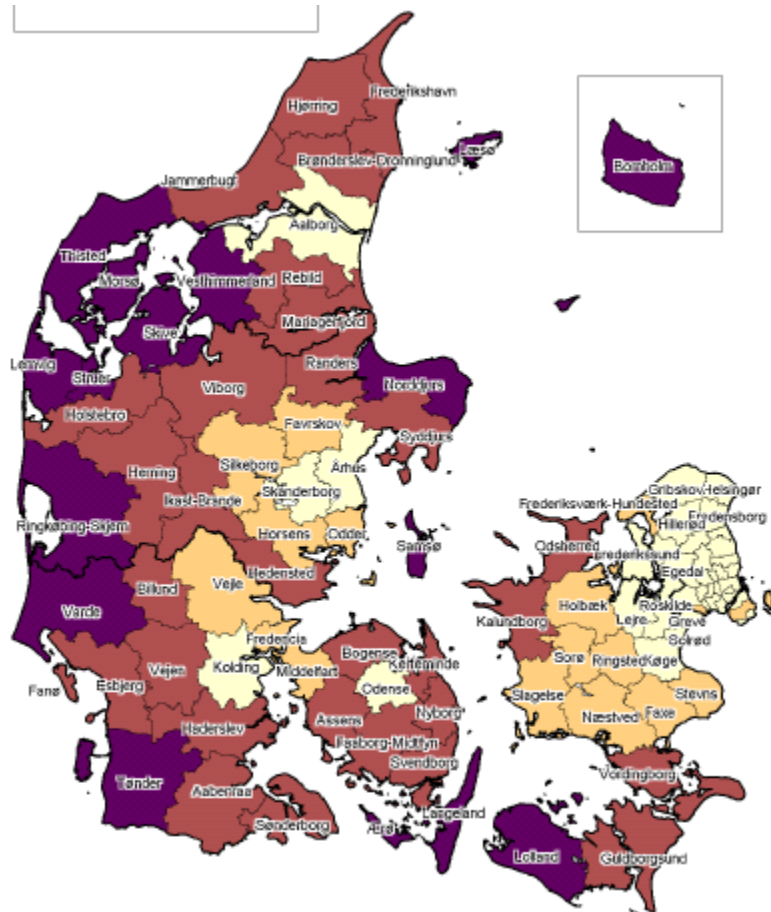 Hjørring
Frederikshavn
Læsø
Brønderslev-Dronninglund
Bornholm
Jammerbugt
Aalborg
Thisted
Morsø
Vesthimmerland
Rebild
Mariagerfjord
Skive
Lemvig
Struer
Randers
Norddjurs
Viborg
Holstebro
Favrskov
Syddjurs
Silkeborg
Århus
Herning
Skanderborg
Ikast-Brande
Gribskov
Helsingør
Frederiksværk-Hundested
Fredensborg
Hillerød
Ringkøbing-Skjern
Horsens
Odder
Samsø
Odsherred
Frederikssund
Egedal
Hedensted
Billund
Vejle
Varde
Holbæk
Roskilde
Kalundborg
Lejre
Greve
Solrød
Fredericia
Bogense
Kerteminde
Vejen
Kolding
Middelfart
Sorø
Ringsted
Køge
Fanø
Esbjerg
Odense
Slagelse
Stevns
Assens
Nyborg
Næstved
Faxe
Haderslev
Faaborg-Midtfyn
Svendborg
Vordingborg
Tønder
Aabenraa
Langeland
Sønderborg
Ærø
Lolland
Guldborgsund